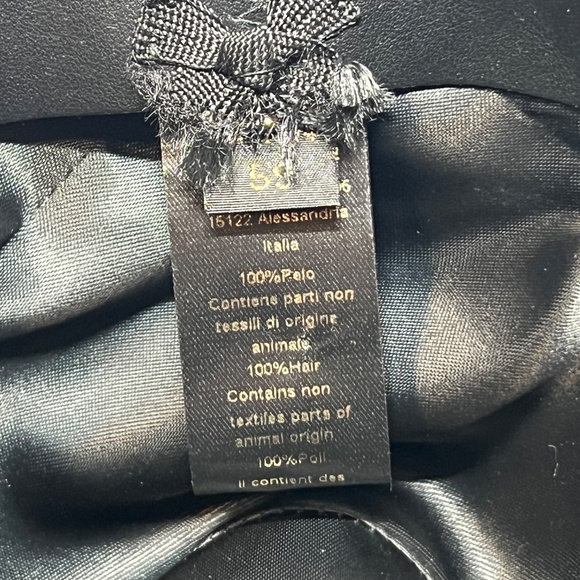 15122 Alessandria
Italia
100%Pelo
Contiene parti non
tessili di origine
animale
100%Hair
Contains non
textiles parts of
animal origin
100%Poil
il contient des